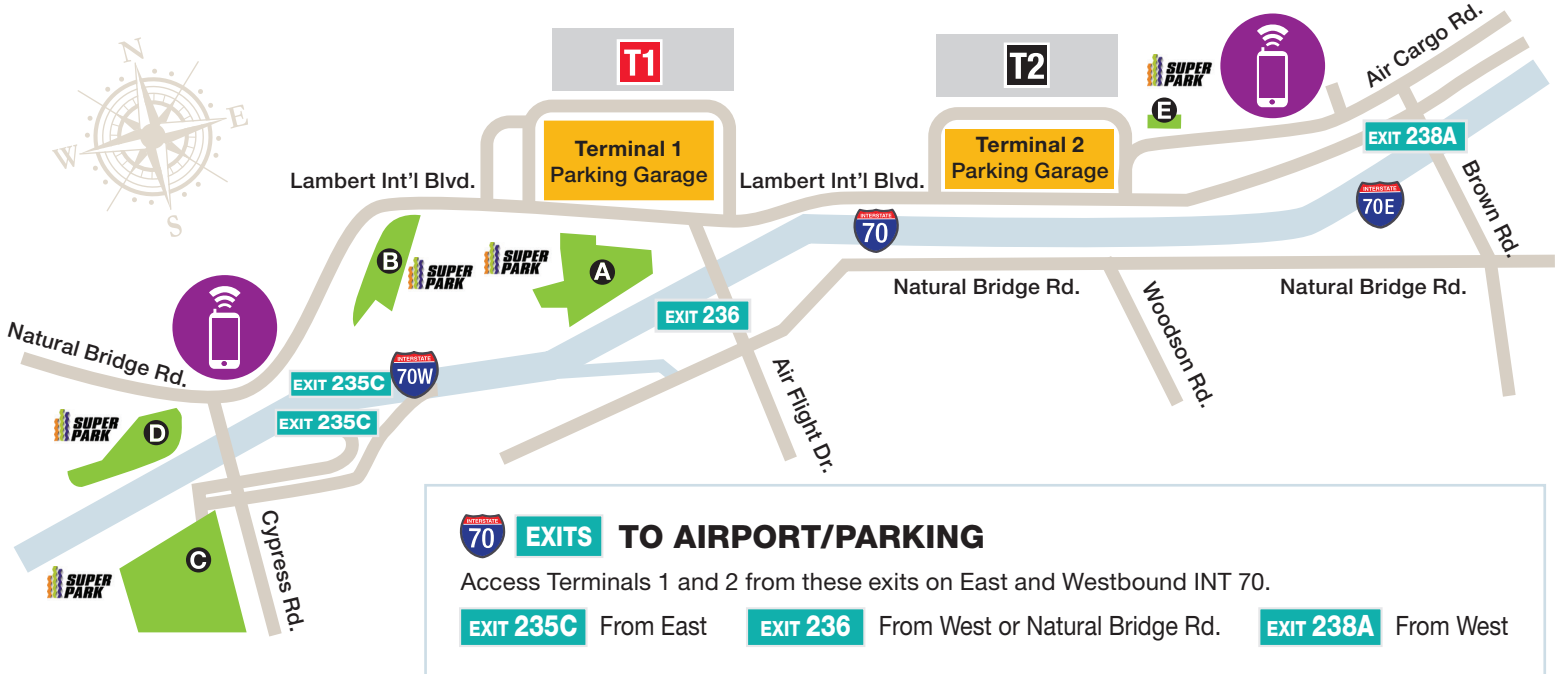 N
E
W
S
T1
T2
SUPER
PARK
E
Air Cargo Rd.
Terminal 1
Parking Garage
Terminal 2
Parking Garage
EXIT 238A
Lambert Int’l Blvd.
Lambert Int’l Blvd.
INTERSTATE
70E
Brown Rd.
INTERSTATE
70
B
SUPER
PARK
SUPER
PARK
A
Natural Bridge Rd.
Natural Bridge Rd.
EXIT 236
Woodson Rd.
Natural Bridge Rd.
EXIT 235C
INTERSTATE
70W
EXIT 235C
Air Flight Dr.
SUPER
PARK
D
Cypress Rd.
C
SUPER
PARK
INTERSTATE
70
EXITS TO AIRPORT/PARKING
Access Terminals 1 and 2 from these exits on East and Westbound INT 70.
EXIT 235C From East EXIT 236 From West or Natural Bridge Rd. EXIT 238A From West